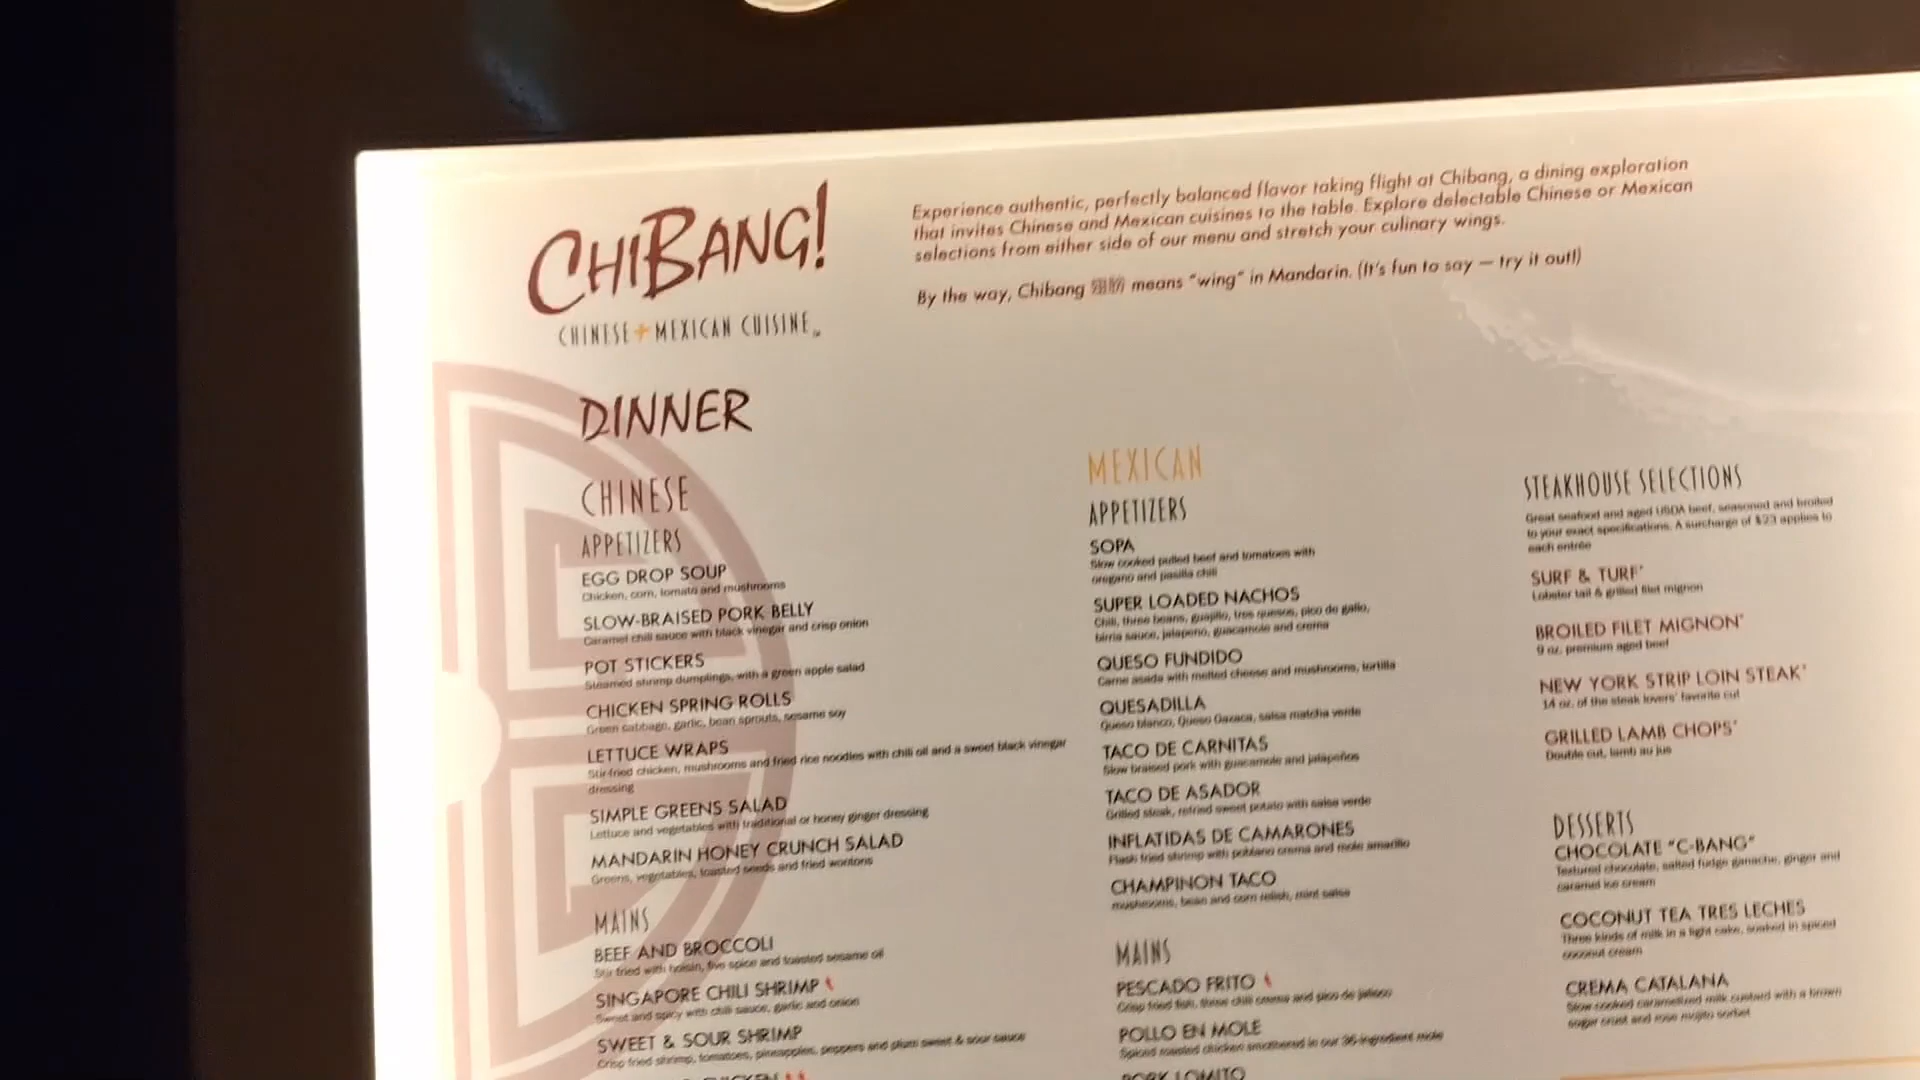 CHIBANG!
CHINESE + MEXICAN CUISINE
Experience authentic, perfectly balanced flavor taking flight at Chibang, a dining exploration
that invites Chinese and Mexican cuisines to the table. Explore delectable Chinese or Mexican
selections from either side of our menu and stretch your culinary wings.
By the way, Chibang 翅膀 means "wing" in Mandarin. (It's fun to say — try it out!)
DINNER
CHINESE
APPETIZERS
EGG DROP SOUP
Chicken, corn, tomato and mushrooms
SLOW-BRAISED PORK BELLY
Caramel chili sauce with black vinegar and crisp onion
POT STICKERS
Steamed shrimp dumplings, with a green apple salad
CHICKEN SPRING ROLLS
Green cabbage, garlic, bean sprouts, sesame soy
LETTUCE WRAPS
Stir-fried chicken, mushrooms and fried rice noodles with chili oil and a sweet black vinegar
dressing
SIMPLE GREENS SALAD
Lettuce and vegetables with traditional or honey ginger dressing
MANDARIN HONEY CRUNCH SALAD
Greens, vegetables, toasted seeds and fried wontons
MAINS
BEEF AND BROCCOLI
Stir-fried with hoisin, five spice and toasted sesame oil
SINGAPORE CHILI SHRIMP
Sweet and spicy with chili sauce, garlic and onion
SWEET & SOUR SHRIMP
Crisp fried shrimp, tomatoes, pineapples, peppers and plum sweet & sour sauce
CHICKEN
MEXICAN
APPETIZERS
SOPA
Slow cooked pulled beef and tomatoes with
oregano and pasilla chili
SUPER LOADED NACHOS
Chili, three beans, guajillo, tres quesos, pico de gallo,
birria sauce, jalapeno, guacamole and crema
QUESO FUNDIDO
Carne asada with melted cheese and mushrooms, tortilla
QUESADILLA
Queso blanco, Queso Oaxaca, salsa matcha verde
TACO DE CARNITAS
Slow braised pork with guacamole and jalapeños
TACO DE ASADOR
Grilled steak, refried sweet potato with salsa verde
INFLATIDAS DE CAMARONES
Flash fried shrimp with poblano crema and mole amarillo
CHAMPINON TACO
mushrooms, bean and corn relish, mint salsa
MAINS
PESCADO FRITO
Crisp fried fish, three chili crema and pico de jalisco
POLLO EN MOLE
Spiced roasted chicken smothered in our 36-ingredient mole
PORK LOMITO
STEAKHOUSE SELECTIONS
Great seafood and aged USDA beef, seasoned and broiled
to your exact specifications. A surcharge of $23 applies to
each entrée
SURF & TURF*
Lobster tail & grilled filet mignon
BROILED FILET MIGNON*
9 oz. premium aged beef
NEW YORK STRIP LOIN STEAK*
14 oz. of the steak lovers' favorite cut
GRILLED LAMB CHOPS*
Double cut, lamb au jus
DESSERTS
CHOCOLATE "C-BANG"
Textured chocolate, salted fudge ganache, ginger and
caramel ice cream
COCONUT TEA TRES LECHES
Three kinds of milk in a light cake, soaked in spiced
coconut cream
CREMA CATALANA
Slow cooked caramelized milk custard with a brown
sugar crust and rose mojito sorbet